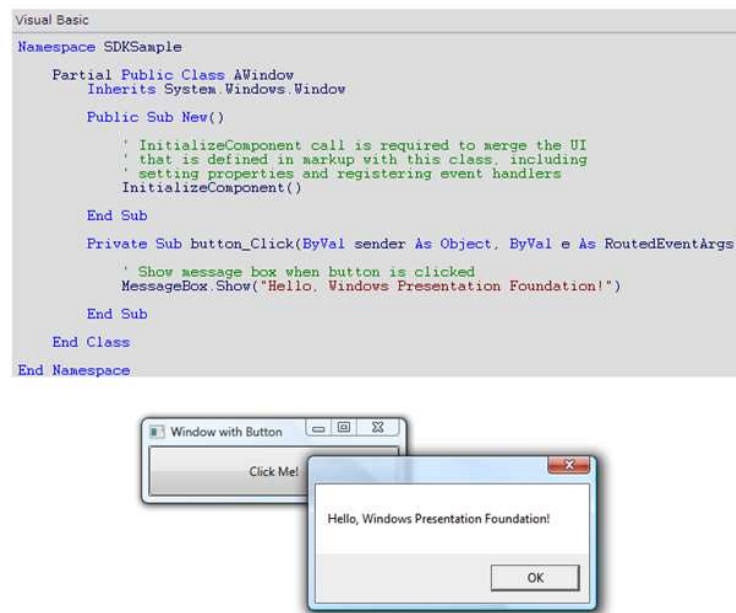 Visual Basic
Namespace SDKSample
Partial Public Class AWindow
Inherits System.Windows.Window
Public Sub New()
' InitializeComponent call is required to merge the UI
' that is defined in markup with this class, including
' setting properties and registering event handlers
InitializeComponent()
End Sub
Private Sub button_Click(ByVal sender As Object, ByVal e As RoutedEventArgs
' Show message box when button is clicked
MessageBox.Show("Hello, Windows Presentation Foundation!")
End Sub
End Class
End Namespace
Window with Button
Click Me!
Hello, Windows Presentation Foundation!
OK